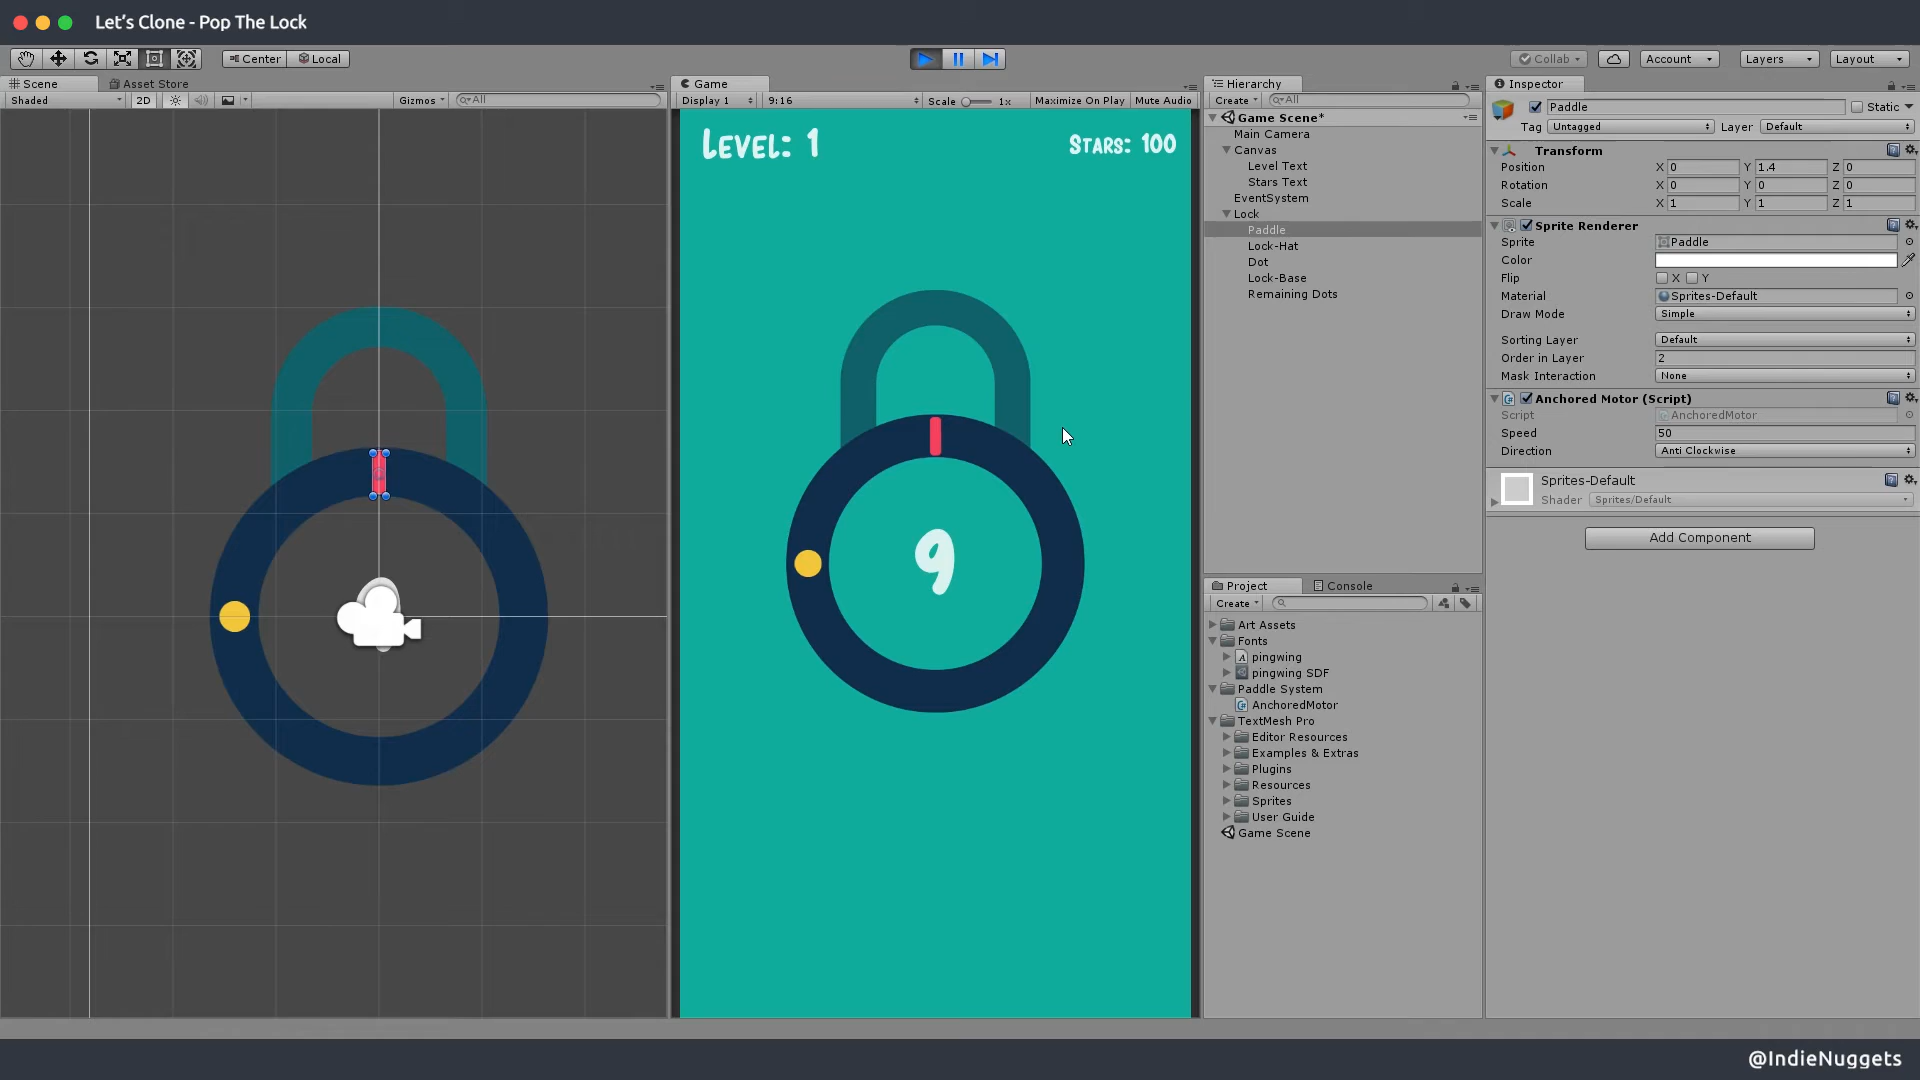 Let's Clone - Pop The Lock
Center
Local
Collab
Account
Layers
Layout
Scene
Asset Store
Shaded
2D
Gizmos
All
Game
Display 1
9:16
Scale
1x
Maximize On Play
Mute Audio
Level: 1
Stars: 100
9
Hierarchy
Create
All
Game Scene*
Main Camera
Canvas
Level Text
Stars Text
EventSystem
Lock
Paddle
Lock-Hat
Dot
Lock-Base
Remaining Dots
Project
Console
Create
Art Assets
Fonts
pingwing
pingwing SDF
Paddle System
AnchoredMotor
TextMesh Pro
Editor Resources
Examples & Extras
Plugins
Resources
Sprites
User Guide
Game Scene
Inspector
Paddle
Static
Tag Untagged Layer Default
Transform
Position X 0 Y 1.4 Z 0
Rotation X 0 Y 0 Z 0
Scale X 1 Y 1 Z 1
Sprite Renderer
Sprite Paddle
Color
Flip X Y
Material Sprites-Default
Draw Mode Simple
Sorting Layer Default
Order in Layer 2
Mask Interaction None
Anchored Motor (Script)
Script AnchoredMotor
Speed 50
Direction Anti Clockwise
Sprites-Default
Shader Sprites/Default
Add Component
@IndieNuggets